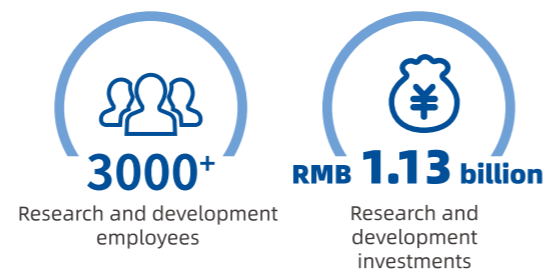 3000+
Research and development
employees
RMB 1.13 billion
Research and
development
investments